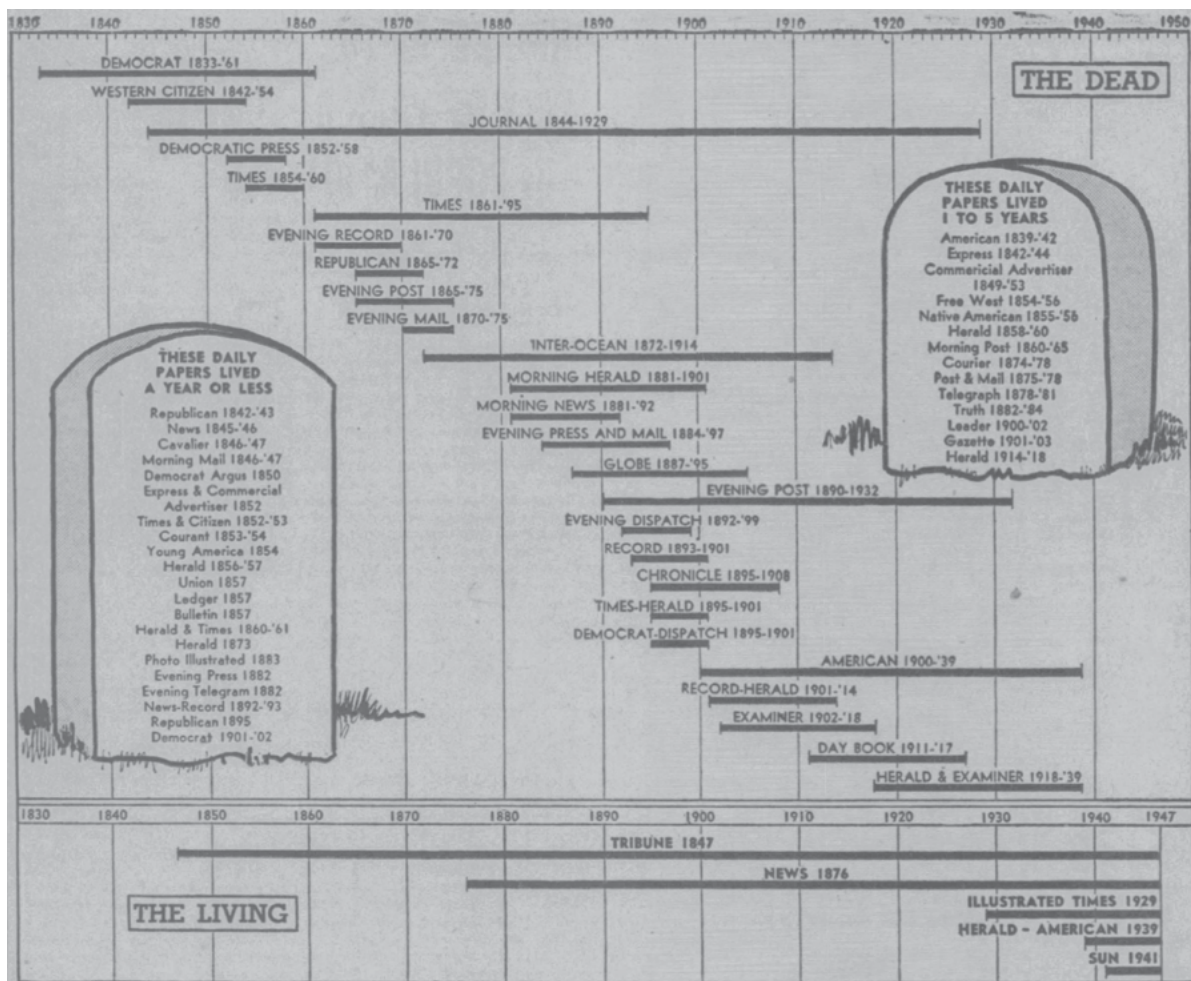 1830 1840 1850 1860 1870 1880 1890 1900 1910 1920 1930 1940 1950
THE DEAD
DEMOCRAT 1833-'61
WESTERN CITIZEN 1842-'54
JOURNAL 1844-1929
DEMOCRATIC PRESS 1852-'58
TIMES 1854-'60
TIMES 1861-'95
EVENING RECORD 1861-'70
REPUBLICAN 1865-'72
EVENING POST 1865-'75
EVENING MAIL 1870-'75
INTER-OCEAN 1872-1914
MORNING HERALD 1881-1901
MORNING NEWS 1881-'92
EVENING PRESS AND MAIL 1884-'97
GLOBE 1887-'95
EVENING POST 1890-1932
EVENING DISPATCH 1892-'99
RECORD 1893-1901
CHRONICLE 1895-1908
TIMES-HERALD 1895-1901
DEMOCRAT-DISPATCH 1895-1901
AMERICAN 1900-'39
RECORD-HERALD 1901-'14
EXAMINER 1902-'18
DAY BOOK 1911-'17
HERALD & EXAMINER 1918-'39
THESE DAILY
PAPERS LIVED
1 TO 5 YEARS
American 1839-'42
Express 1842-'44
Commericial Advertiser
1849-'53
Free West 1854-'56
Native American 1855-'56
Herald 1858-'60
Morning Post 1860-'65
Courier 1874-'78
Post & Mail 1875-'78
Telegraph 1878-'81
Truth 1882-'84
Leader 1900-'02
Gazette 1901-'03
Herald 1914-'18
THESE DAILY
PAPERS LIVED
A YEAR OR LESS
Republican 1842-'43
News 1845-'46
Cavalier 1846-'47
Morning Mail 1846-'47
Democrat Argus 1850
Express & Commercial
Advertiser 1852
Times & Citizen 1852-'53
Courant 1853-'54
Young America 1854
Herald 1856-'57
Union 1857
Ledger 1857
Bulletin 1857
Herald & Times 1860-'61
Herald 1873
Photo Illustrated 1883
Evening Press 1882
Evening Telegram 1882
News-Record 1892-'93
Republican 1895
Democrat 1901-'02
1830 1840 1850 1860 1870 1880 1890 1900 1910 1920 1930 1940 1947
TRIBUNE 1847
NEWS 1876
THE LIVING
ILLUSTRATED TIMES 1929
HERALD - AMERICAN 1939
SUN 1941